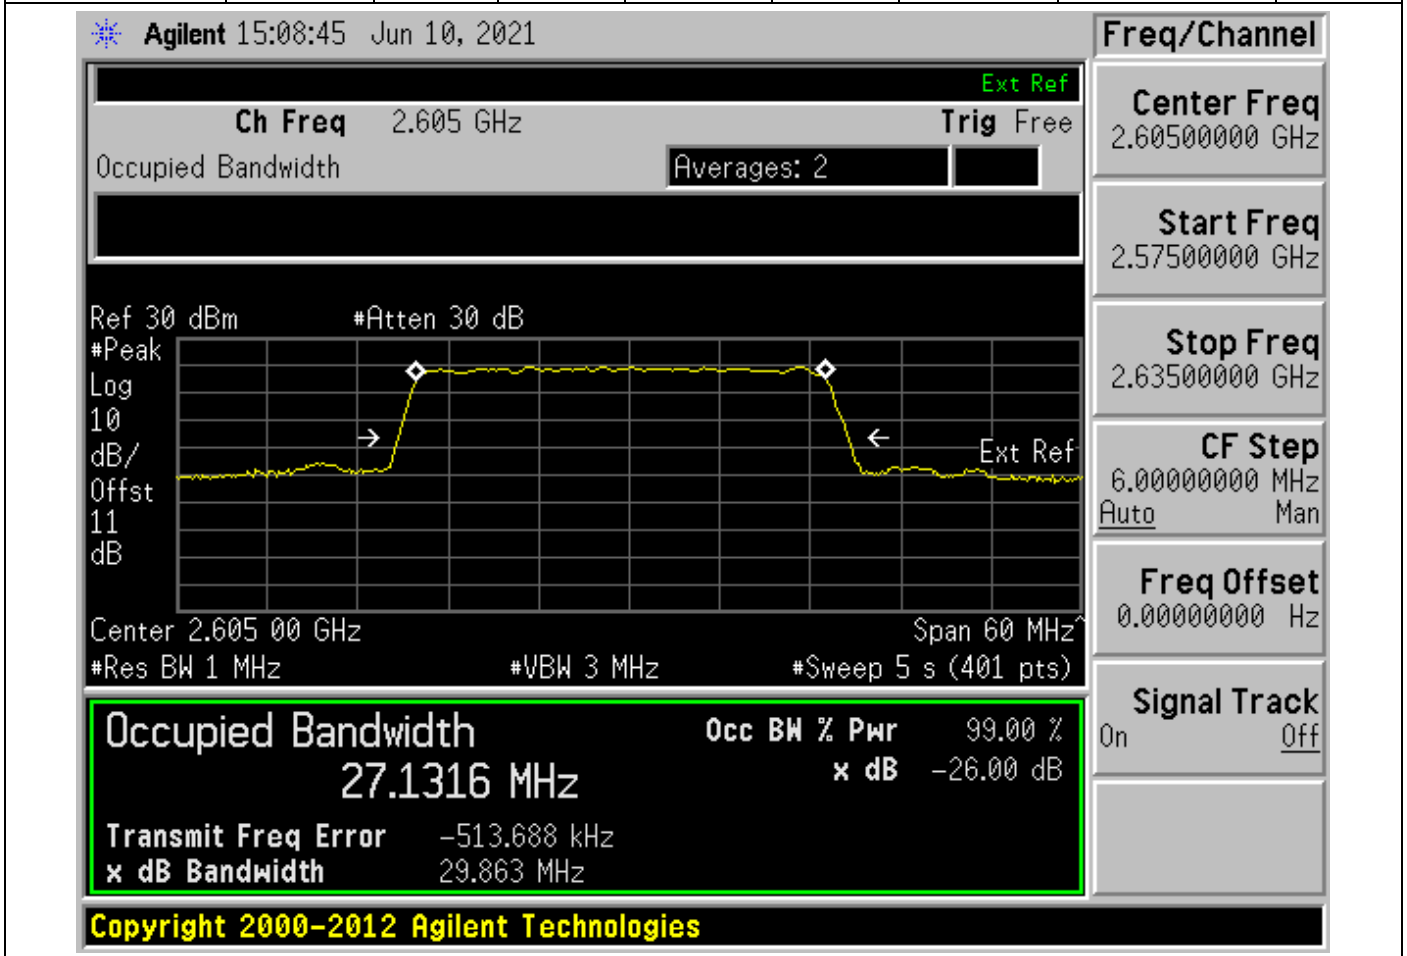 Agilent 15:08:45 Jun 10, 2021
Ext Ref
Ch Freq 2.605 GHz Trig Free
Occupied Bandwidth Averages: 2
Ref 30 dBm #Atten 30 dB
#Peak
Log
10
dB/
Offst
11
dB
Ext Ref
Center 2.605 00 GHz Span 60 MHz^
#Res BW 1 MHz #VBW 3 MHz #Sweep 5 s (401 pts)
Occupied Bandwidth Occ BW % Pwr 99.00 %
27.1316 MHz x dB -26.00 dB
Transmit Freq Error -513.688 kHz
x dB Bandwidth 29.863 MHz
Copyright 2000-2012 Agilent Technologies
Freq/Channel
Center Freq
2.60500000 GHz
Start Freq
2.57500000 GHz
Stop Freq
2.63500000 GHz
CF Step
6.00000000 MHz
Auto Man
Freq Offset
0.00000000 Hz
Signal Track
On Off